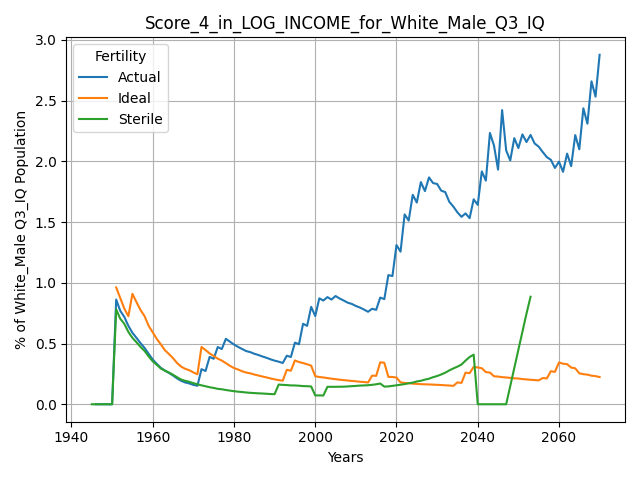 Score_4_in_LOG_INCOME_for_White_Male_Q3_IQ
Fertility
Actual
Ideal
Sterile
% of White_Male Q3_IQ Population
3.0
2.5
2.0
1.5
1.0
0.5
0.0
1940 1960 1980 2000 2020 2040 2060
Years